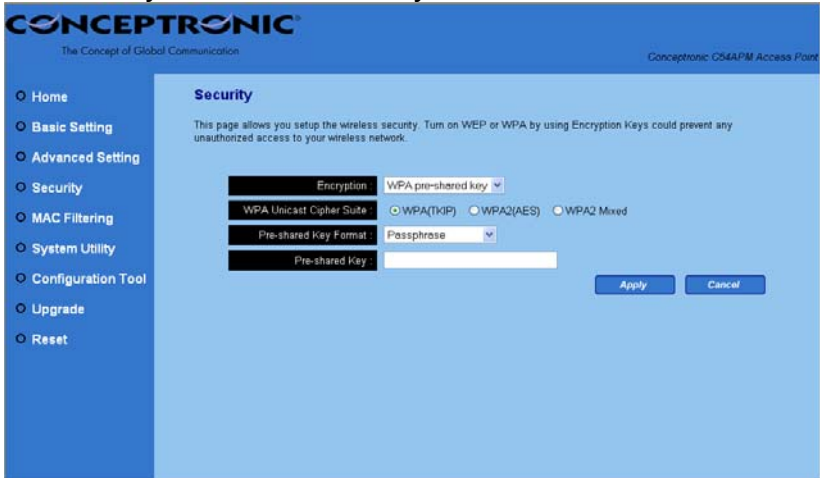 CONCEPTRONIC
The Concept of Global Communication
Conceptronic C54APM Access Point
Home
Basic Setting
Advanced Setting
Security
MAC Filtering
System Utility
Configuration Tool
Upgrade
Reset
Security
This page allows you setup the wireless security. Turn on WEP or WPA by using Encryption Keys could prevent any
unauthorized access to your wireless network.
Encryption : WPA pre-shared key
WPA Unicast Cipher Suite : WPA(TKIP) WPA2(AES) WPA2 Mixed
Pre-shared Key Format : Passphrase
Pre-shared Key :
Apply Cancel